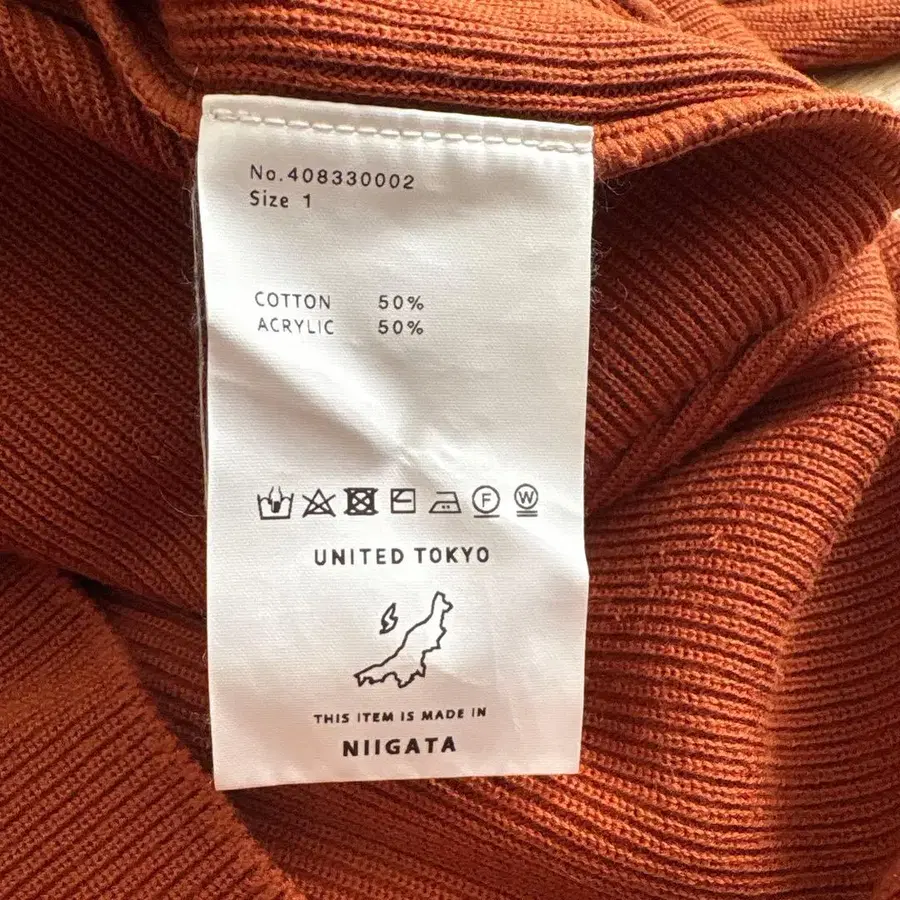 No.408330002
Size 1
COTTON 50%
ACRYLIC 50%
F W
UNITED TOKYO
THIS ITEM IS MADE IN
NIIGATA